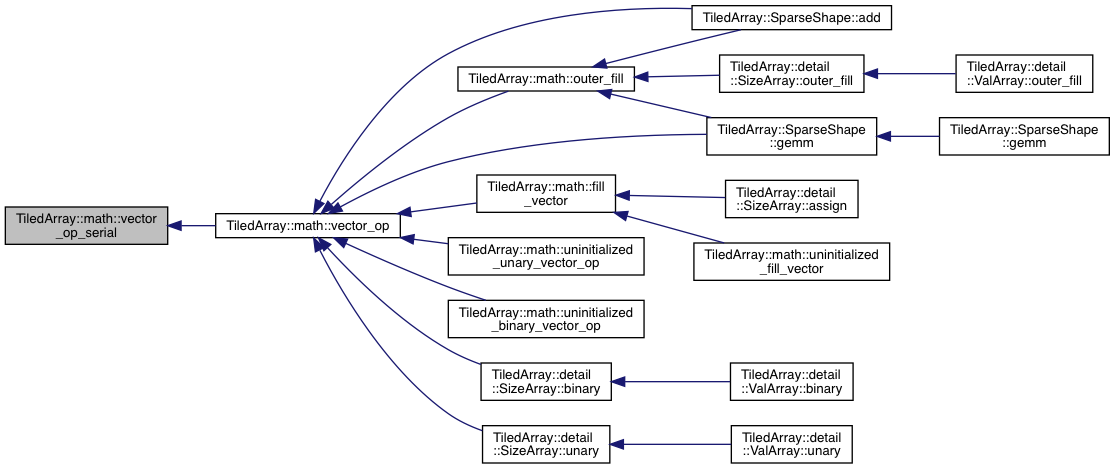 TiledArray::math::vector
_op_serial
TiledArray::math::vector_op
TiledArray::SparseShape::add
TiledArray::math::outer_fill
TiledArray::detail
::SizeArray::outer_fill
TiledArray::detail
::ValArray::outer_fill
TiledArray::SparseShape
::gemm
TiledArray::SparseShape
::gemm
TiledArray::math::fill
_vector
TiledArray::detail
::SizeArray::assign
TiledArray::math::uninitialized
_fill_vector
TiledArray::math::uninitialized
_unary_vector_op
TiledArray::math::uninitialized
_binary_vector_op
TiledArray::detail
::SizeArray::binary
TiledArray::detail
::ValArray::binary
TiledArray::detail
::SizeArray::unary
TiledArray::detail
::ValArray::unary